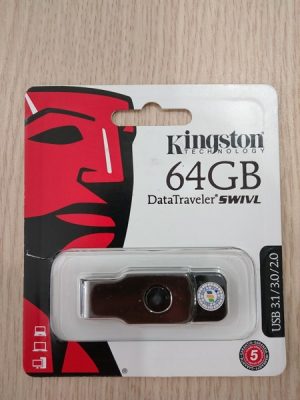 Kingston
TECHNOLOGY
64GB
DataTraveler® SWIVL
USB 3.1/3.0/2.0
5